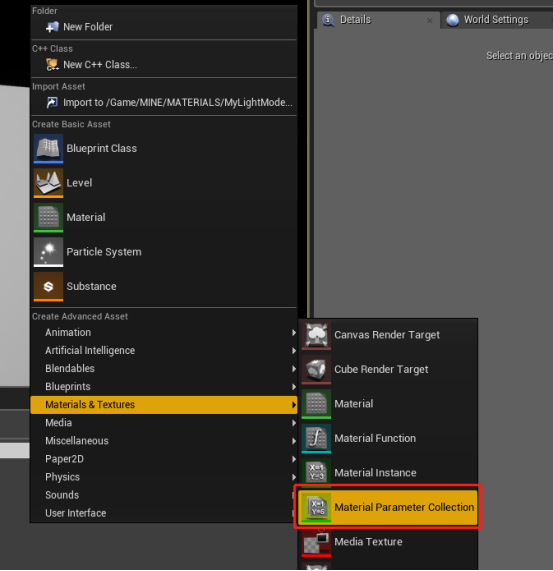 Folder
New Folder
C++ Class
New C++ Class...
Import Asset
Import to /Game/MINE/MATERIALS/MyLightMode...
Create Basic Asset
Blueprint Class
Level
Material
Particle System
Substance
Create Advanced Asset
Animation
Artificial Intelligence
Blendables
Blueprints
Materials & Textures
Media
Miscellaneous
Paper2D
Physics
Sounds
User Interface
Canvas Render Target
Cube Render Target
Material
Material Function
Material Instance
Material Parameter Collection
Media Texture
Details
World Settings
Select an objec